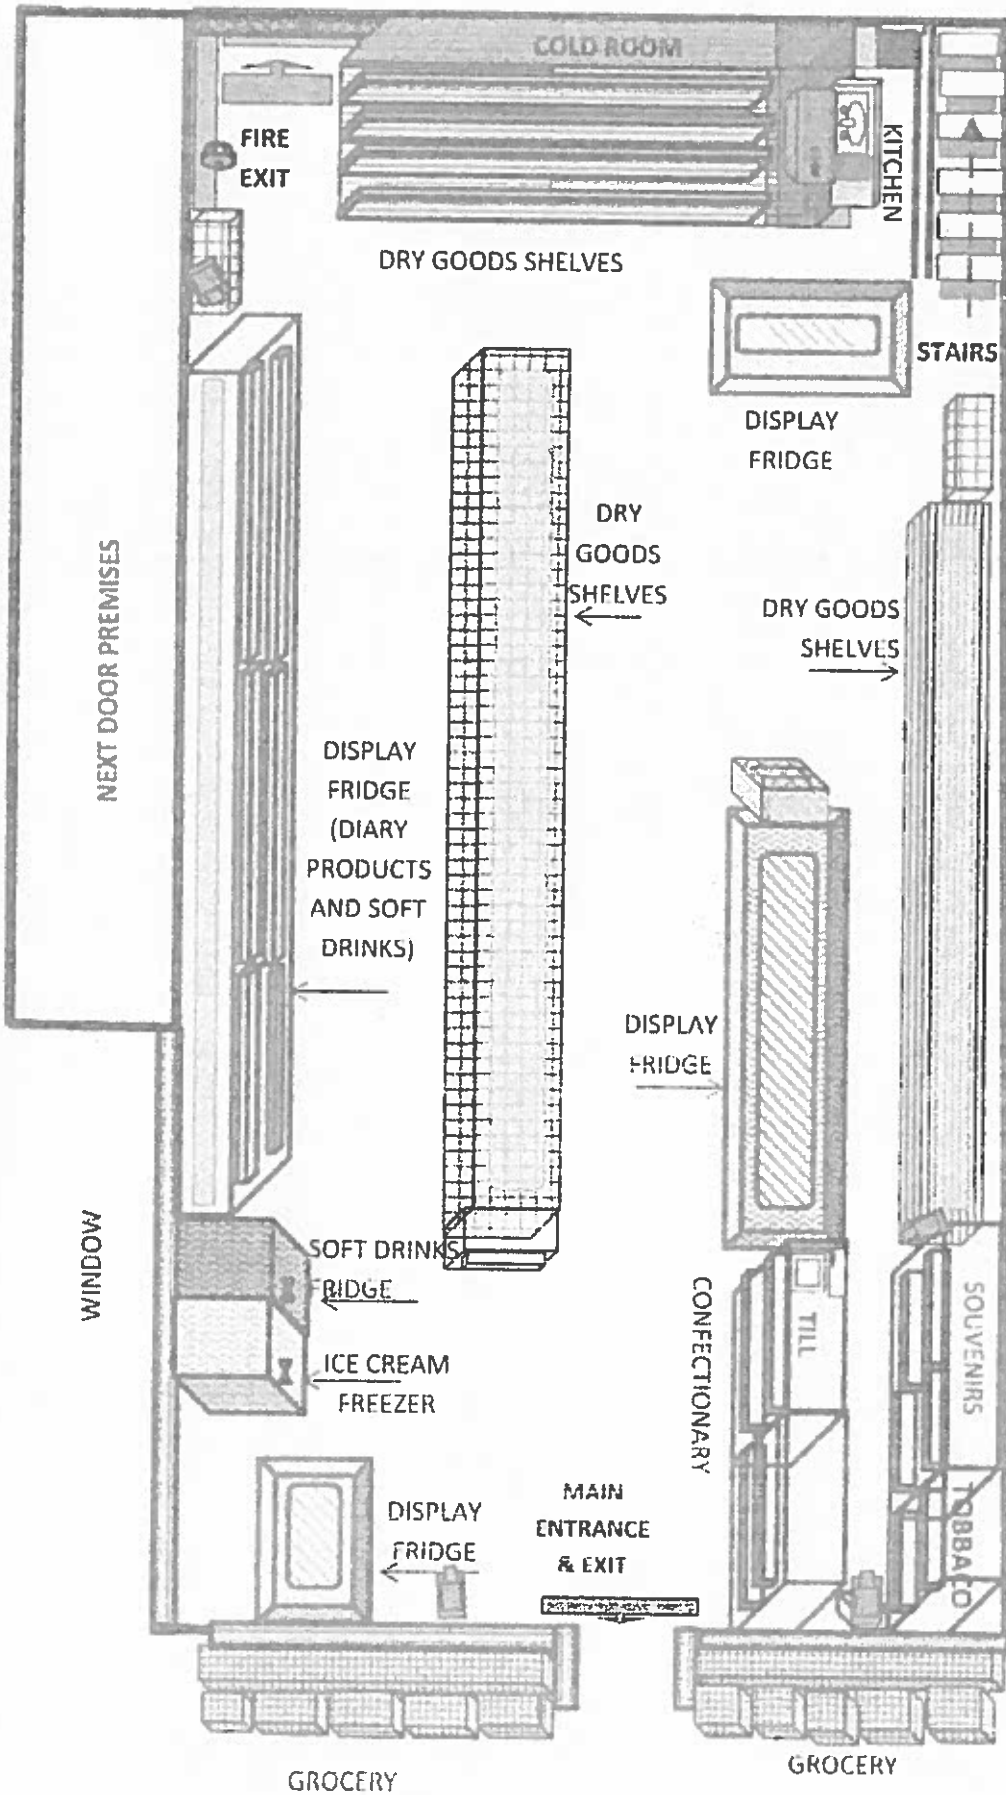 COLD ROOM
FIRE
EXIT
KITCHEN
DRY GOODS SHELVES
STAIRS
DISPLAY
FRIDGE
DRY
GOODS
SHELVES
DRY GOODS
SHELVES
NEXT DOOR PREMISES
DISPLAY
FRIDGE
(DIARY
PRODUCTS
AND SOFT
DRINKS)
DISPLAY
FRIDGE
WINDOW
SOFT DRINKS
FRIDGE
ICE CREAM
FREEZER
CONFECTIONARY
TILL
SOUVENIRS
TOBBACO
DISPLAY
FRIDGE
MAIN
ENTRANCE
& EXIT
GROCERY
GROCERY